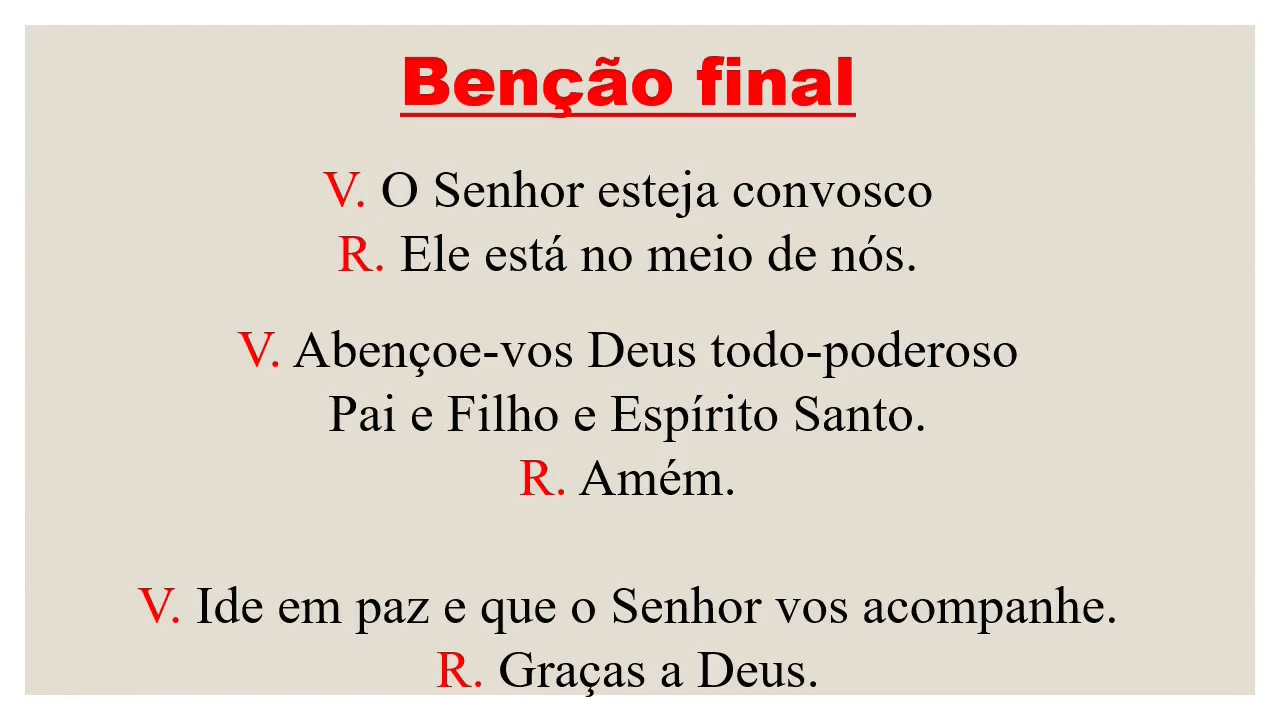 Benção final
V. O Senhor esteja convosco
R. Ele está no meio de nós.
V. Abençoe-vos Deus todo-poderoso
Pai e Filho e Espírito Santo.
R. Amém.
V. Ide em paz e que o Senhor vos acompanhe.
R. Graças a Deus.